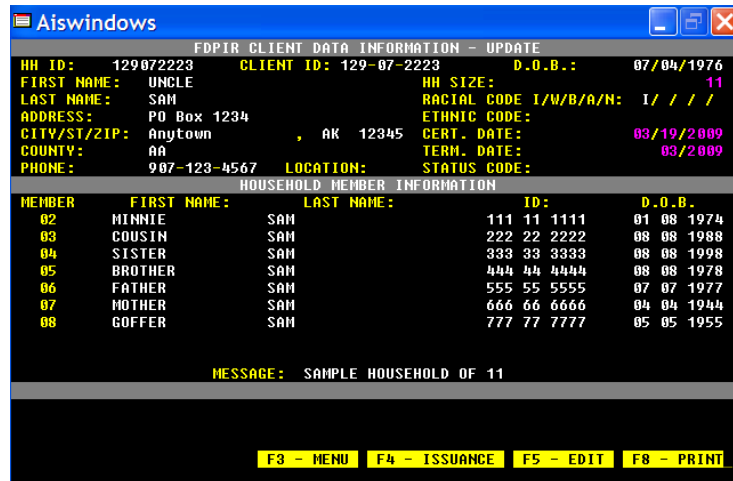 Aiswindows
FDPIR CLIENT DATA INFORMATION - UPDATE
HH ID: 129072223 CLIENT ID: 129-07-2223 D.O.B.: 07/04/1976
FIRST NAME: UNCLE HH SIZE: 11
LAST NAME: SAM RACIAL CODE I/W/B/A/N: I/ / / /
ADDRESS: PO Box 1234 ETHNIC CODE:
CITY/ST/ZIP: Anytown , AK 12345 CERT. DATE: 03/19/2009
COUNTY: AA TERM. DATE: 03/2009
PHONE: 907-123-4567 LOCATION: STATUS CODE:
HOUSEHOLD MEMBER INFORMATION
MEMBER FIRST NAME: LAST NAME: ID: D.O.B.
02 MINNIE SAM 111 11 1111 01 08 1974
03 COUSIN SAM 222 22 2222 08 08 1988
04 SISTER SAM 333 33 3333 08 08 1998
05 BROTHER SAM 444 44 4444 08 08 1978
06 FATHER SAM 555 55 5555 07 07 1977
07 MOTHER SAM 666 66 6666 04 04 1944
08 GOFFER SAM 777 77 7777 05 05 1955
MESSAGE: SAMPLE HOUSEHOLD OF 11
F3 - MENU F4 - ISSUANCE F5 - EDIT F8 - PRINT